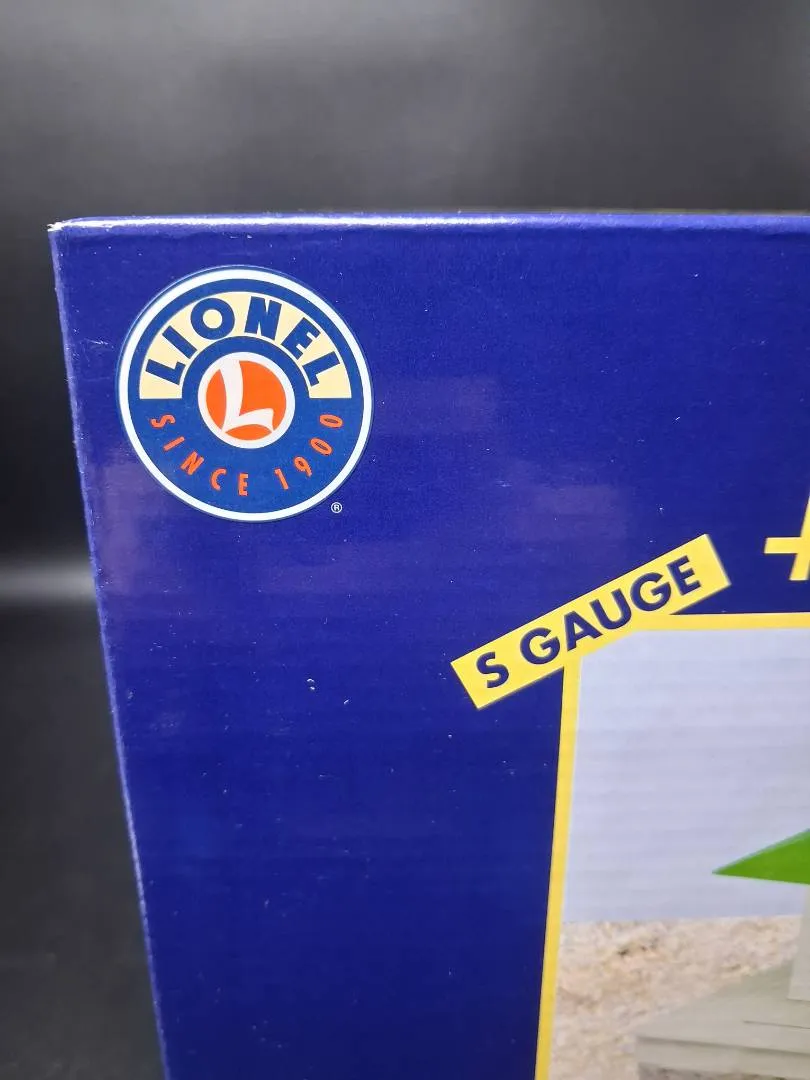 LIONEL
L
SINCE 1900
®
S GAUGE